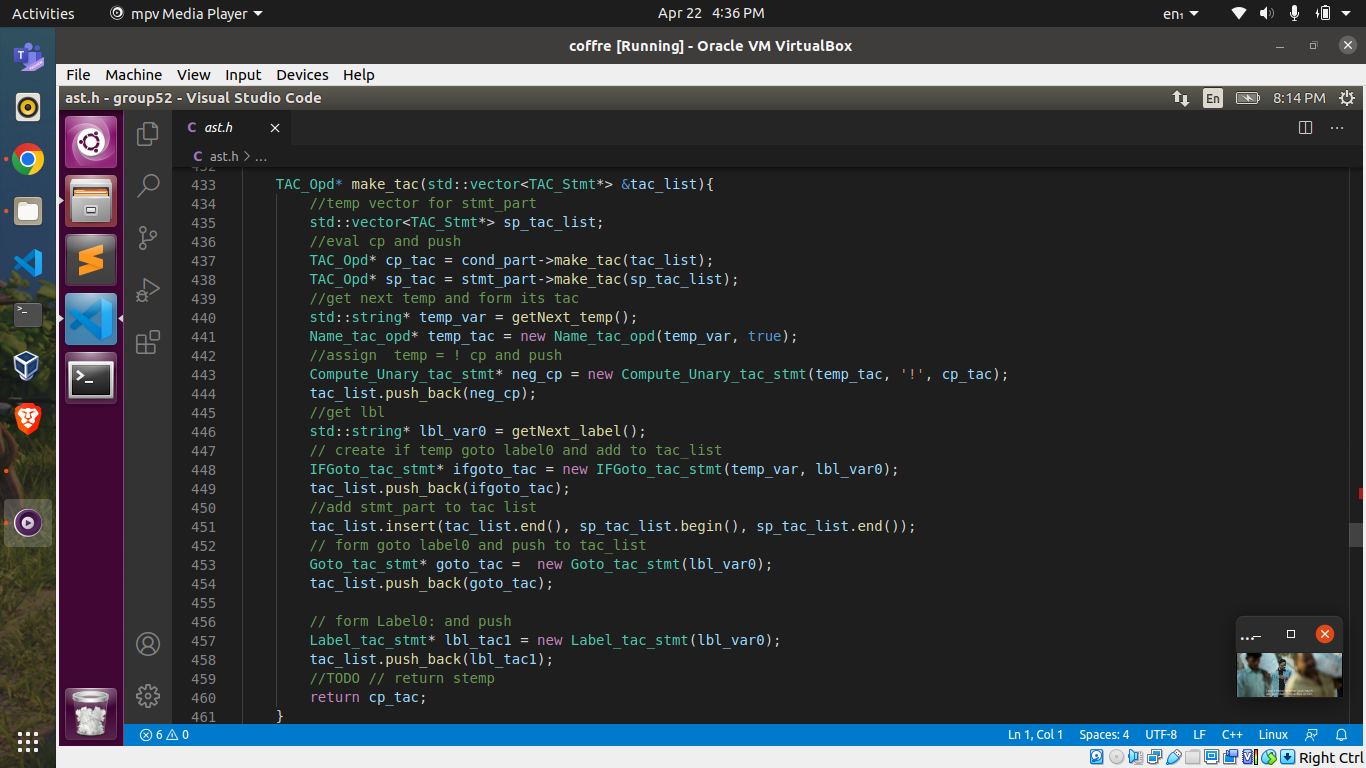 Activities mpv Media Player Apr 22 4:36 PM en₁
coffre [Running] - Oracle VM VirtualBox
File Machine View Input Devices Help
ast.h - group52 - Visual Studio Code En 8:14 PM
C ast.h
C ast.h > ...
432
433 TAC_Opd* make_tac(std::vector<TAC_Stmt*> &tac_list){
434 //temp vector for stmt_part
435 std::vector<TAC_Stmt*> sp_tac_list;
436 //eval cp and push
437 TAC_Opd* cp_tac = cond_part->make_tac(tac_list);
438 TAC_Opd* sp_tac = stmt_part->make_tac(sp_tac_list);
439 //get next temp and form its tac
440 std::string* temp_var = getNext_temp();
441 Name_tac_opd* temp_tac = new Name_tac_opd(temp_var, true);
442 //assign  temp = ! cp and push
443 Compute_Unary_tac_stmt* neg_cp = new Compute_Unary_tac_stmt(temp_tac, '!', cp_tac);
444 tac_list.push_back(neg_cp);
445 //get lbl
446 std::string* lbl_var0 = getNext_label();
447 // create if temp goto label0 and add to tac_list
448 IFGoto_tac_stmt* ifgoto_tac = new IFGoto_tac_stmt(temp_var, lbl_var0);
449 tac_list.push_back(ifgoto_tac);
450 //add stmt_part to tac list
451 tac_list.insert(tac_list.end(), sp_tac_list.begin(), sp_tac_list.end());
452 // form goto label0 and push to tac_list
453 Goto_tac_stmt* goto_tac =  new Goto_tac_stmt(lbl_var0);
454 tac_list.push_back(goto_tac);
455
456 // form Label0: and push
457 Label_tac_stmt* lbl_tac1 = new Label_tac_stmt(lbl_var0);
458 tac_list.push_back(lbl_tac1);
459 //TODO // return stemp
460 return cp_tac;
461 }
6 0 Ln 1, Col 1 Spaces: 4 UTF-8 LF C++ Linux
Right Ctrl